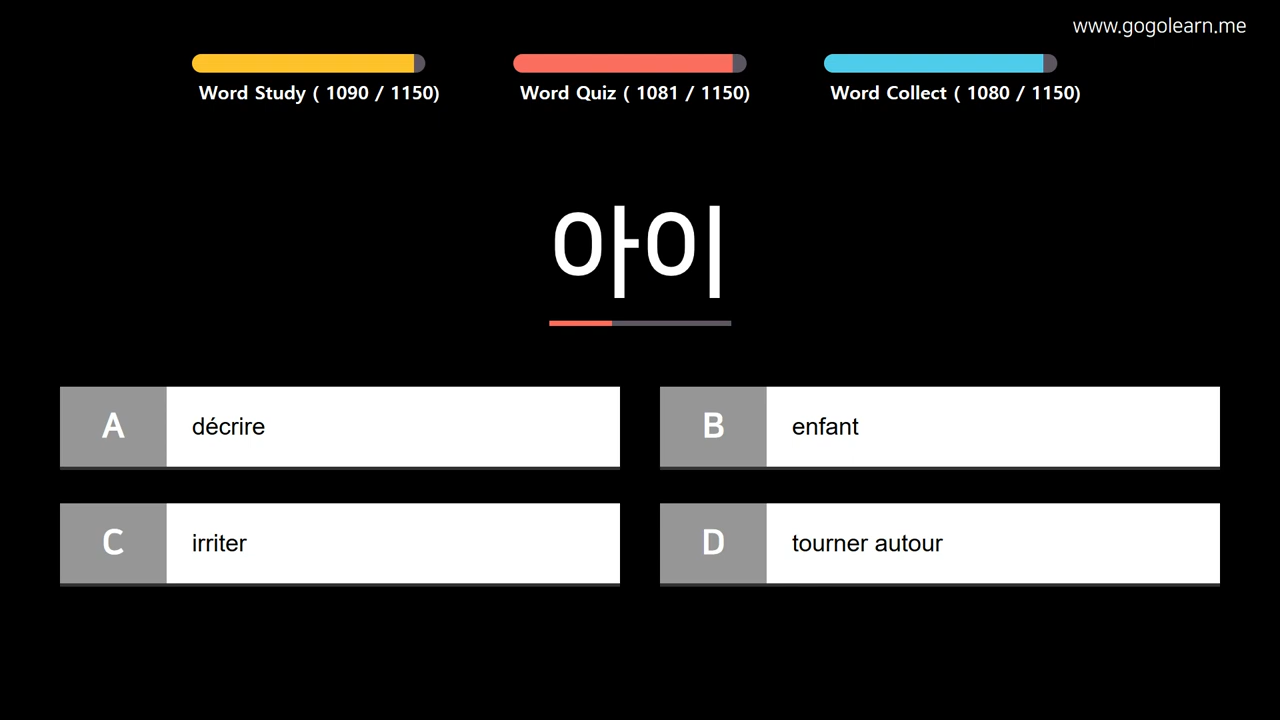 www.gogolearn.me
Word Study ( 1090 / 1150)
Word Quiz ( 1081 / 1150)
Word Collect ( 1080 / 1150)
아이
A décrire
B enfant
C irriter
D tourner autour